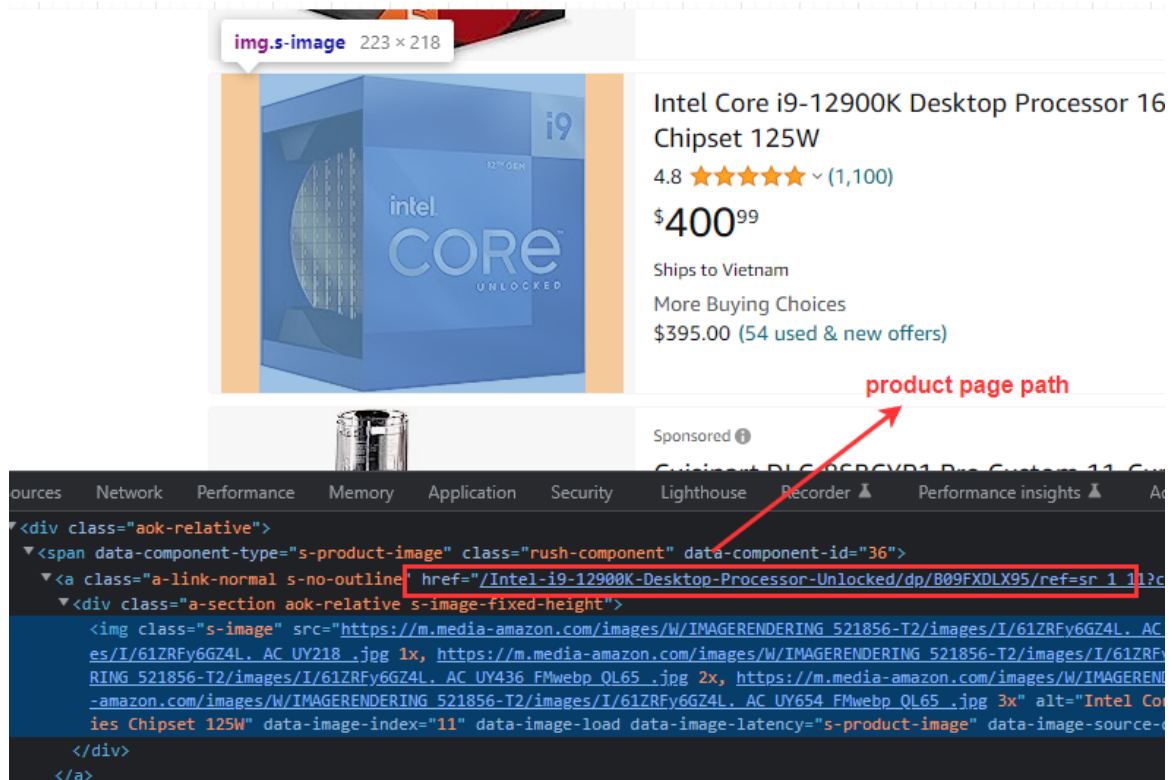 img.s-image 223 × 218
i9
12TH GEN
intel.
CORE
UNLOCKED
Intel Core i9-12900K Desktop Processor 16
Chipset 125W
4.8 (1,100)
$40099
Ships to Vietnam
More Buying Choices
$395.00 (54 used & new offers)
product page path
Sponsored
ources Network Performance Memory Application Security Lighthouse Recorder Performance insights
<div class="aok-relative">
<span data-component-type="s-product-image" class="rush-component" data-component-id="36">
<a class="a-link-normal s-no-outline" href="/Intel-i9-12900K-Desktop-Processor-Unlocked/dp/B09FXDLX95/ref=sr_1_11?c
<div class="a-section aok-relative s-image-fixed-height">
<img class="s-image" src="https://m.media-amazon.com/images/W/IMAGERENDERING_521856-T2/images/I/61ZRFy6GZ4L._AC
es/I/61ZRFy6GZ4L._AC_UY218_.jpg 1x, https://m.media-amazon.com/images/W/IMAGERENDERING_521856-T2/images/I/61ZRFy
RING_521856-T2/images/I/61ZRFy6GZ4L._AC_UY436_FMwebp_QL65_.jpg 2x, https://m.media-amazon.com/images/W/IMAGEREND
-amazon.com/images/W/IMAGERENDERING_521856-T2/images/I/61ZRFy6GZ4L._AC_UY654_FMwebp_QL65_.jpg 3x" alt="Intel Cor
ies Chipset 125W" data-image-index="11" data-image-load data-image-latency="s-product-image" data-image-source-d
</div>
</a>